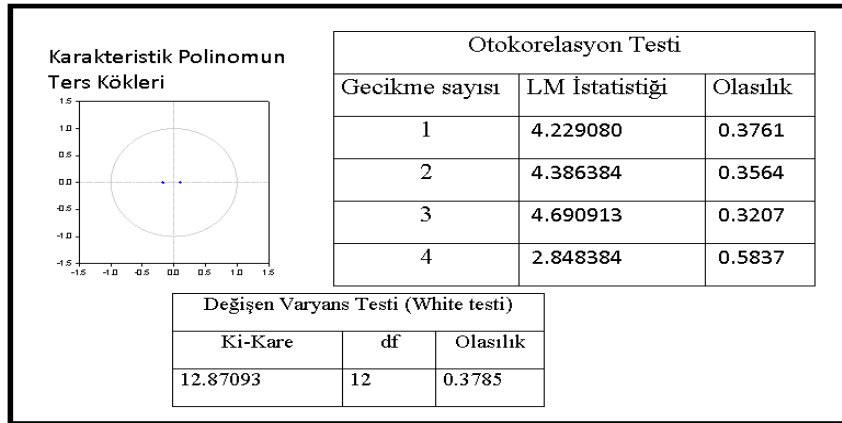 Karakteristik Polinomun
Ters Kökleri
1.5
1.0
0.5
0.0
-0.5
-1.0
-1.5
-1.5 -1.0 -0.5 0.0 0.5 1.0 1.5
Otokorelasyon Testi
Gecikme sayısı LM İstatistiği Olasılık
1 4.229080 0.3761
2 4.386384 0.3564
3 4.690913 0.3207
4 2.848384 0.5837
Değişen Varyans Testi (White testi)
Ki-Kare df Olasılık
12.87093 12 0.3785